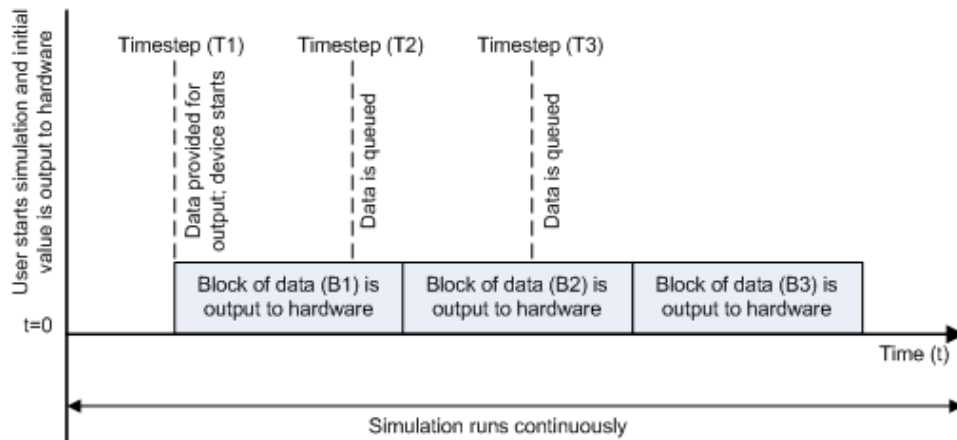 User starts simulation and initial
value is output to hardware
Timestep (T1)
Timestep (T2)
Timestep (T3)
Data provided for
output; device starts
Data is queued
Data is queued
Block of data (B1) is
output to hardware
Block of data (B2) is
output to hardware
Block of data (B3) is
output to hardware
t=0
Time (t)
Simulation runs continuously